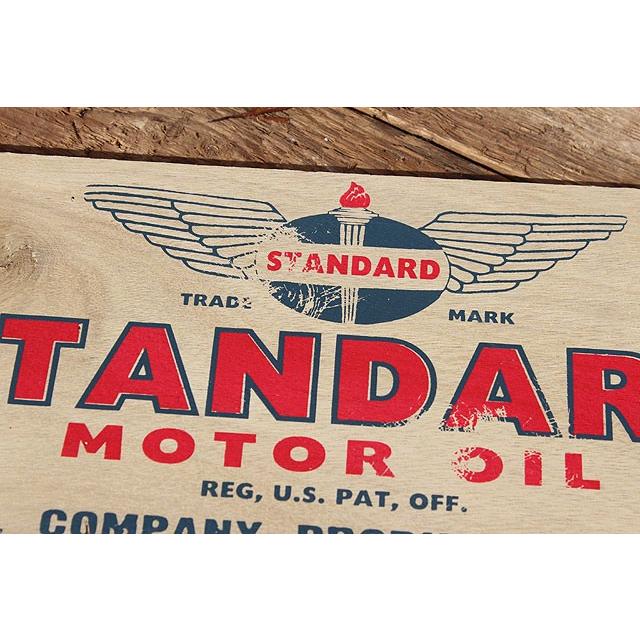 STANDARD
TRADE MARK
TANDAR
MOTOR OIL
REG, U.S. PAT, OFF.
COMPANY